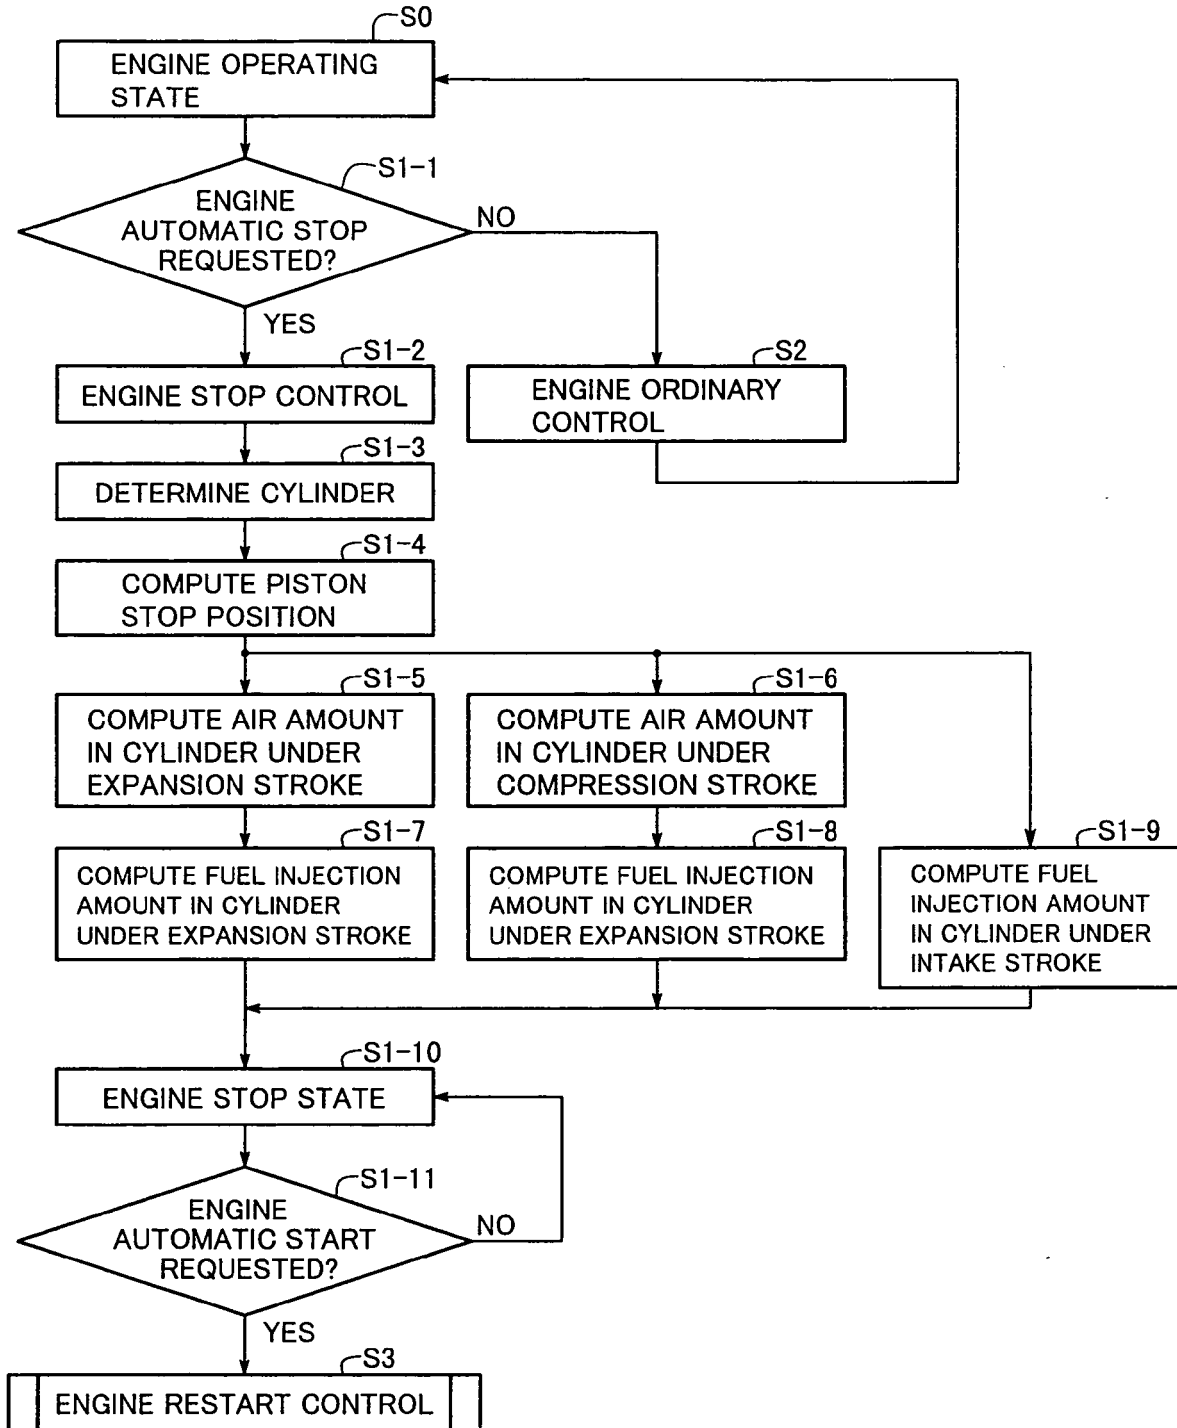 S0
ENGINE OPERATING
STATE
S1-1
ENGINE
AUTOMATIC STOP
REQUESTED?
NO
YES
S1-2
ENGINE STOP CONTROL
S2
ENGINE ORDINARY
CONTROL
S1-3
DETERMINE CYLINDER
S1-4
COMPUTE PISTON
STOP POSITION
S1-5
COMPUTE AIR AMOUNT
IN CYLINDER UNDER
EXPANSION STROKE
S1-6
COMPUTE AIR AMOUNT
IN CYLINDER UNDER
COMPRESSION STROKE
S1-7
COMPUTE FUEL INJECTION
AMOUNT IN CYLINDER
UNDER EXPANSION STROKE
S1-8
COMPUTE FUEL INJECTION
AMOUNT IN CYLINDER
UNDER EXPANSION STROKE
S1-9
COMPUTE FUEL
INJECTION AMOUNT
IN CYLINDER UNDER
INTAKE STROKE
S1-10
ENGINE STOP STATE
S1-11
ENGINE
AUTOMATIC START
REQUESTED?
NO
YES
S3
ENGINE RESTART CONTROL